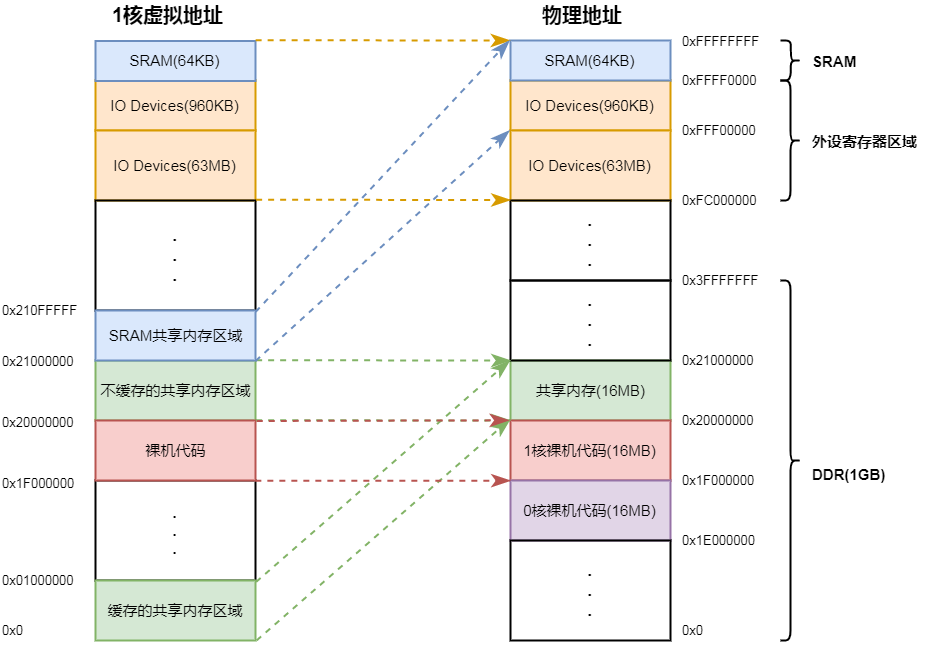 1核虚拟地址
SRAM(64KB)
IO Devices(960KB)
IO Devices(63MB)
0x210FFFFF
SRAM共享内存区域
0x21000000
不缓存的共享内存区域
0x20000000
裸机代码
0x1F000000
0x01000000
缓存的共享内存区域
0x0
物理地址
0xFFFFFFFF
SRAM(64KB)
SRAM
0xFFFF0000
IO Devices(960KB)
0xFFF00000
外设寄存器区域
IO Devices(63MB)
0xFC000000
0x3FFFFFFF
0x21000000
共享内存(16MB)
0x20000000
1核裸机代码(16MB)
DDR(1GB)
0x1F000000
0核裸机代码(16MB)
0x1E000000
0x0